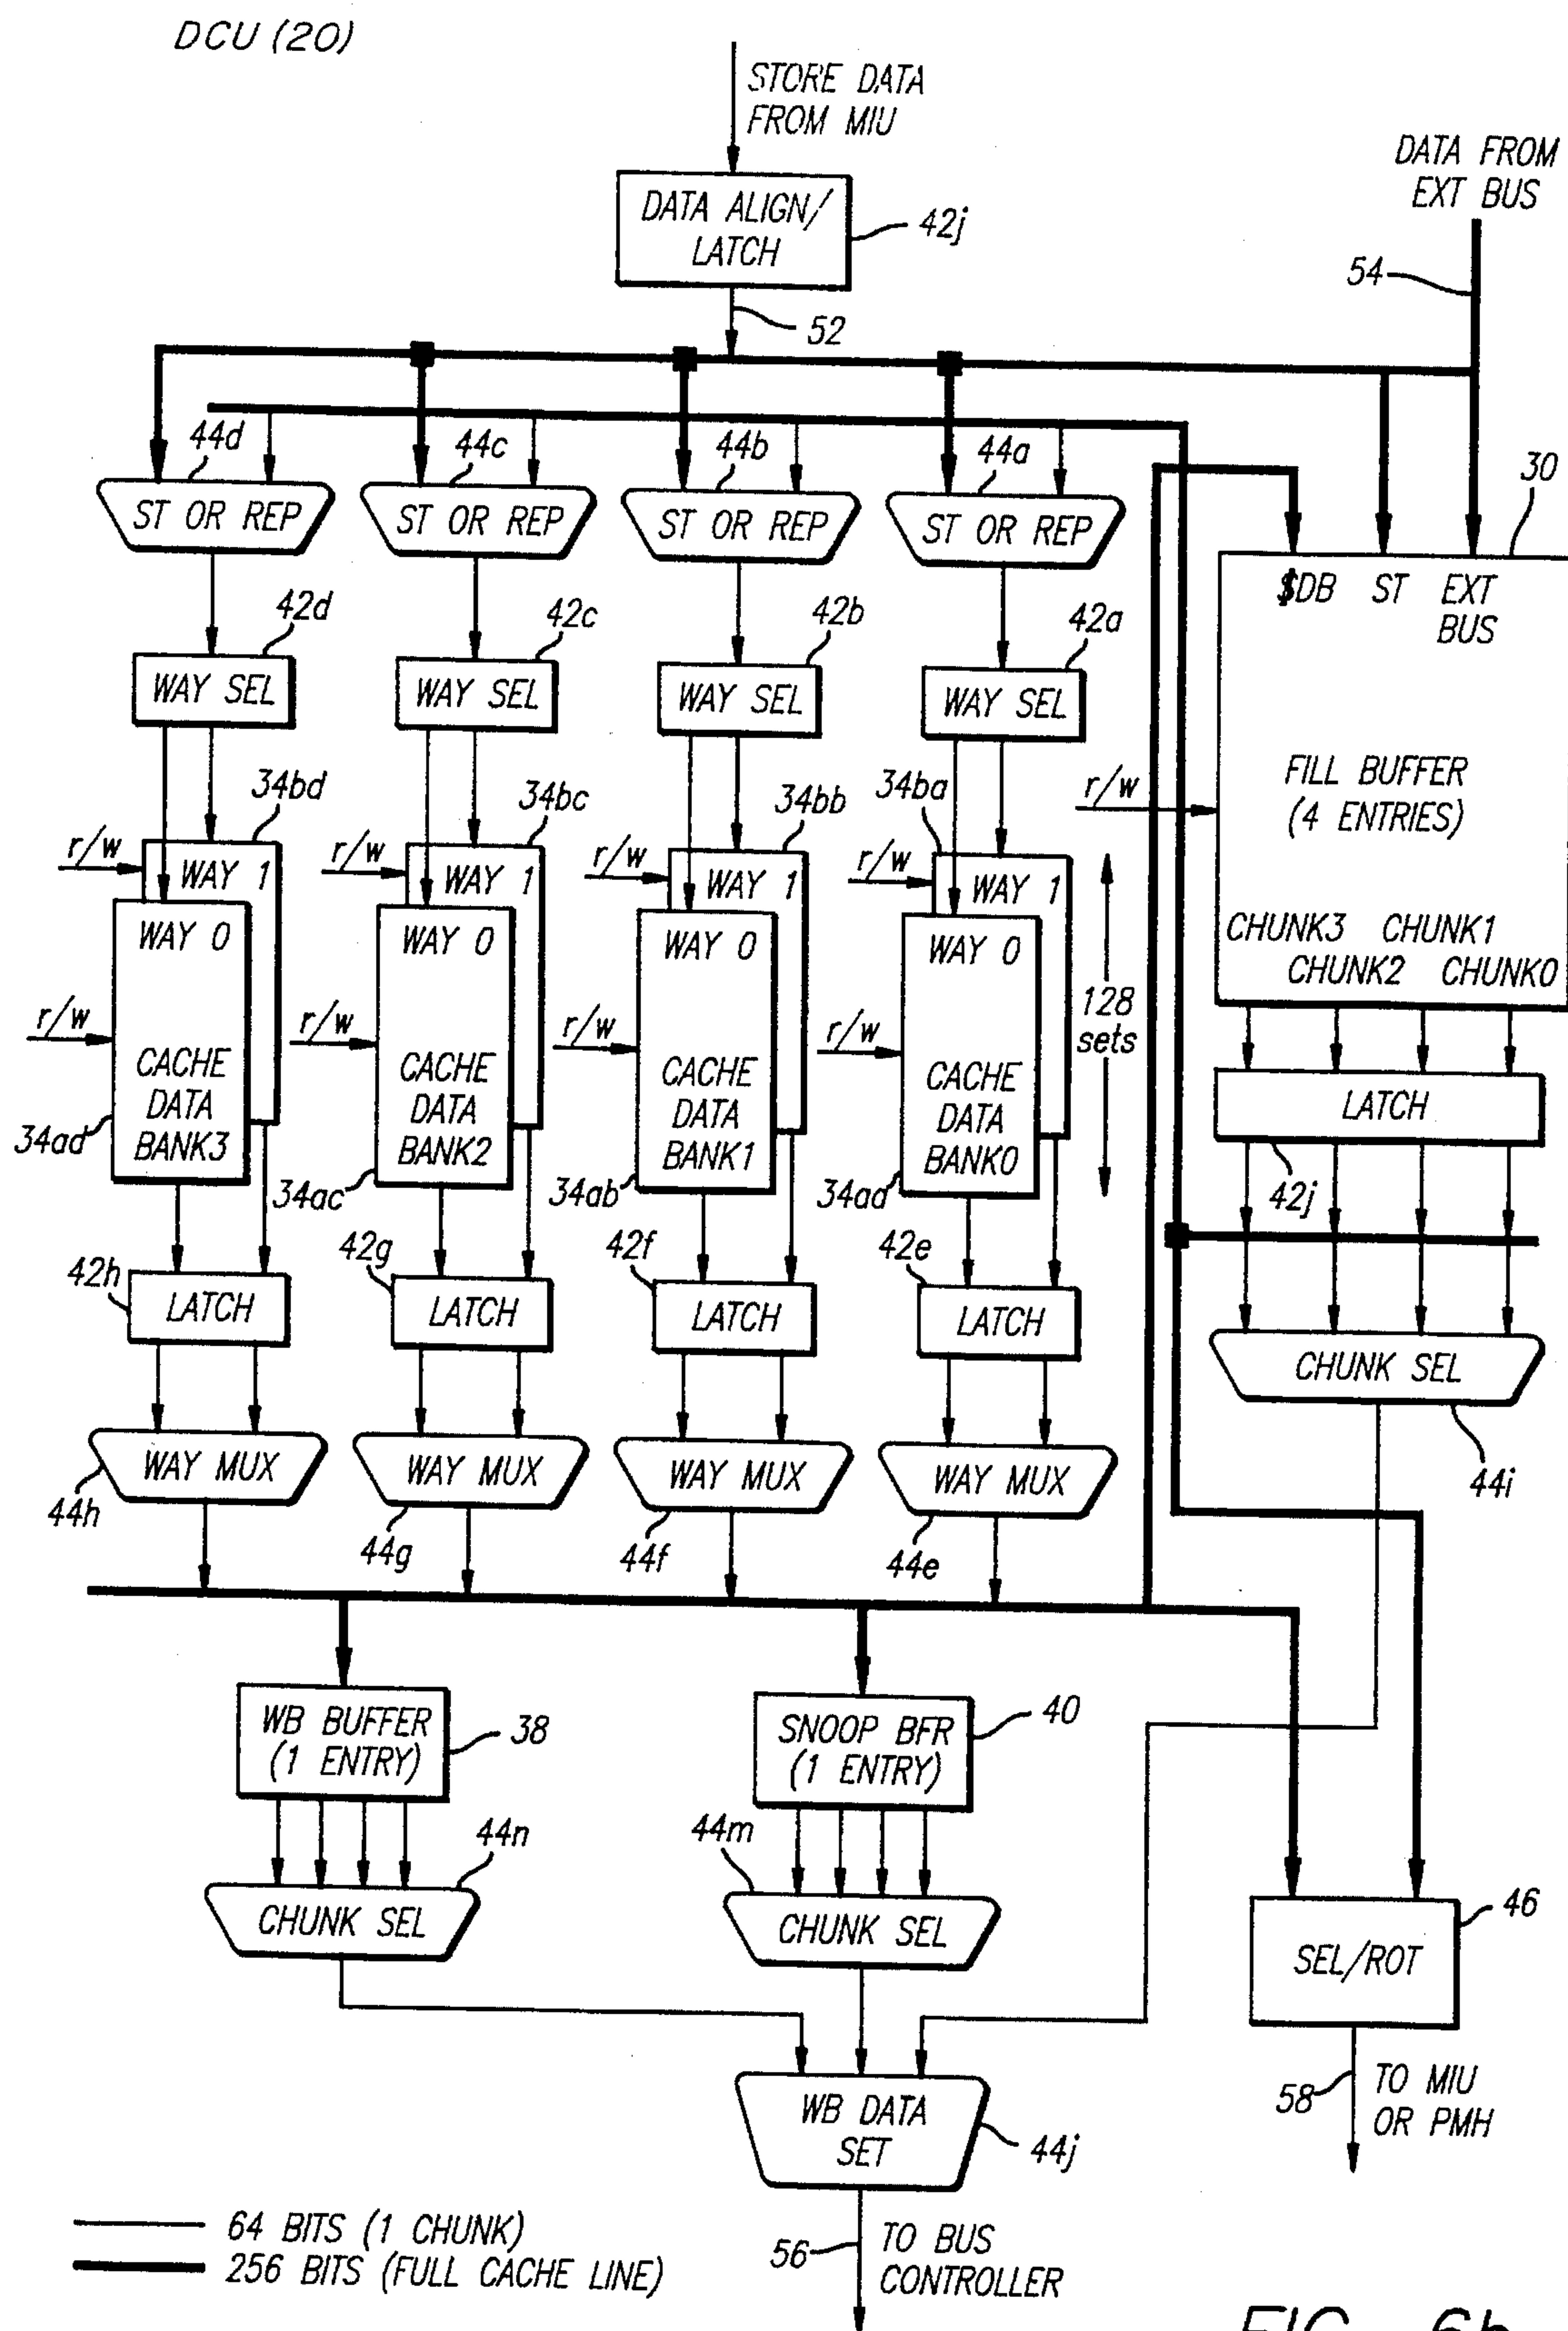 DCU (20)
STORE DATA
FROM MIU
DATA FROM
EXT BUS
DATA ALIGN/
LATCH
42j
54
52
44d
44c
44b
44a
30
ST OR REP
ST OR REP
ST OR REP
ST OR REP
$DB ST EXT
BUS
42d
42c
42b
42a
WAY SEL
WAY SEL
WAY SEL
WAY SEL
34bd
34bc
34bb
34ba
r/w
FILL BUFFER
(4 ENTRIES)
r/w
WAY 1
r/w
WAY 1
r/w
WAY 1
r/w
WAY 1
WAY 0
WAY 0
WAY 0
WAY 0
CHUNK3 CHUNK1
CHUNK2 CHUNK0
128
sets
r/w
r/w
r/w
r/w
CACHE
DATA
BANK3
CACHE
DATA
BANK2
CACHE
DATA
BANK1
CACHE
DATA
BANK0
LATCH
34ad
34ac
34ab
34aa
42j
42h
42g
42f
42e
LATCH
LATCH
LATCH
LATCH
CHUNK SEL
44i
WAY MUX
WAY MUX
WAY MUX
WAY MUX
44h
44g
44f
44e
WB BUFFER
(1 ENTRY)
38
SNOOP BFR
(1 ENTRY)
40
44n
44m
CHUNK SEL
CHUNK SEL
46
SEL/ROT
58
TO MIU
OR PMH
WB DATA
SET
44j
64 BITS (1 CHUNK)
256 BITS (FULL CACHE LINE)
56
TO BUS
CONTROLLER